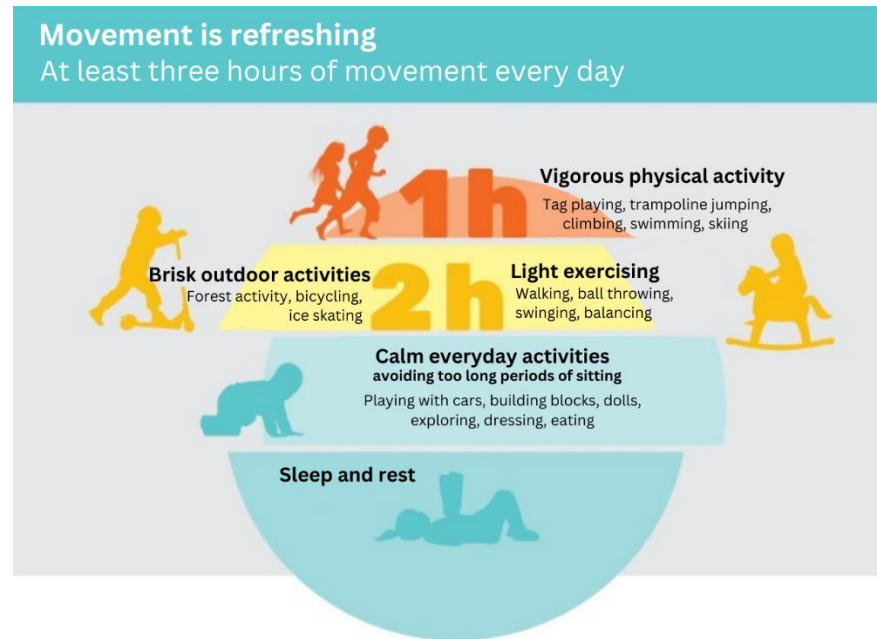 Movement is refreshing
At least three hours of movement every day
1h
Vigorous physical activity
Tag playing, trampoline jumping,
climbing, swimming, skiing
Brisk outdoor activities
Forest activity, bicycling,
ice skating
2h
Light exercising
Walking, ball throwing,
swinging, balancing
Calm everyday activities
avoiding too long periods of sitting
Playing with cars, building blocks, dolls,
exploring, dressing, eating
Sleep and rest